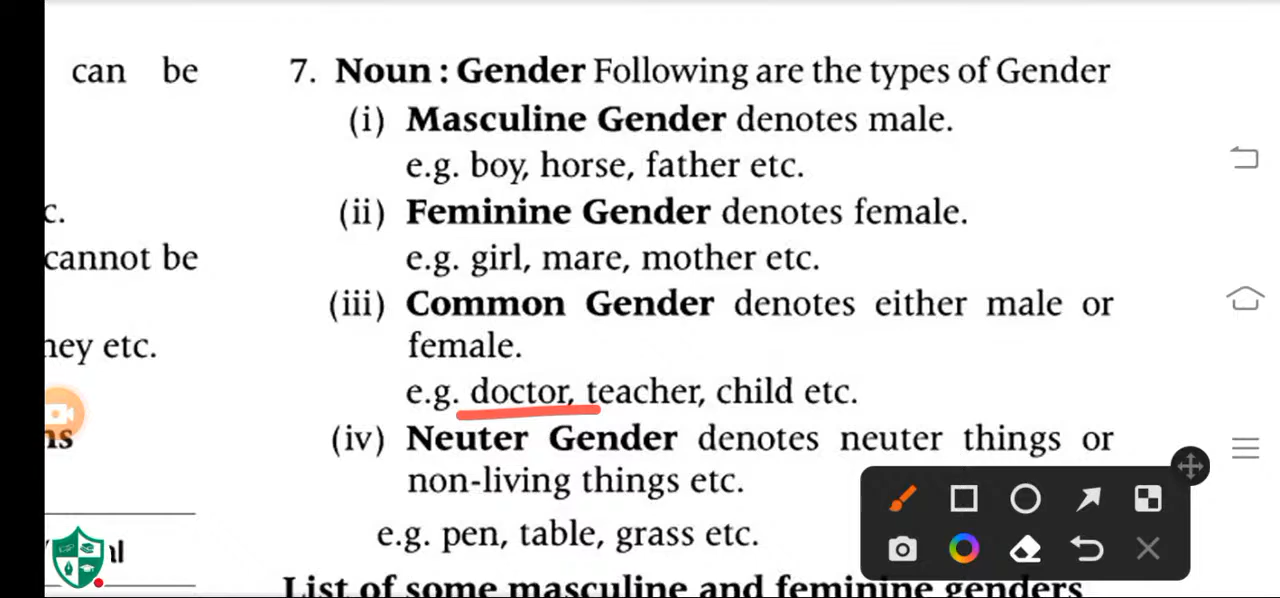 can be
7. Noun : Gender Following are the types of Gender
(i) Masculine Gender denotes male.
e.g. boy, horse, father etc.
c.
(ii) Feminine Gender denotes female.
cannot be
e.g. girl, mare, mother etc.
(iii) Common Gender denotes either male or
ney etc.
female.
e.g. doctor, teacher, child etc.
(iv) Neuter Gender denotes neuter things or
non-living things etc.
e.g. pen, table, grass etc.
List of some masculine and feminine genders